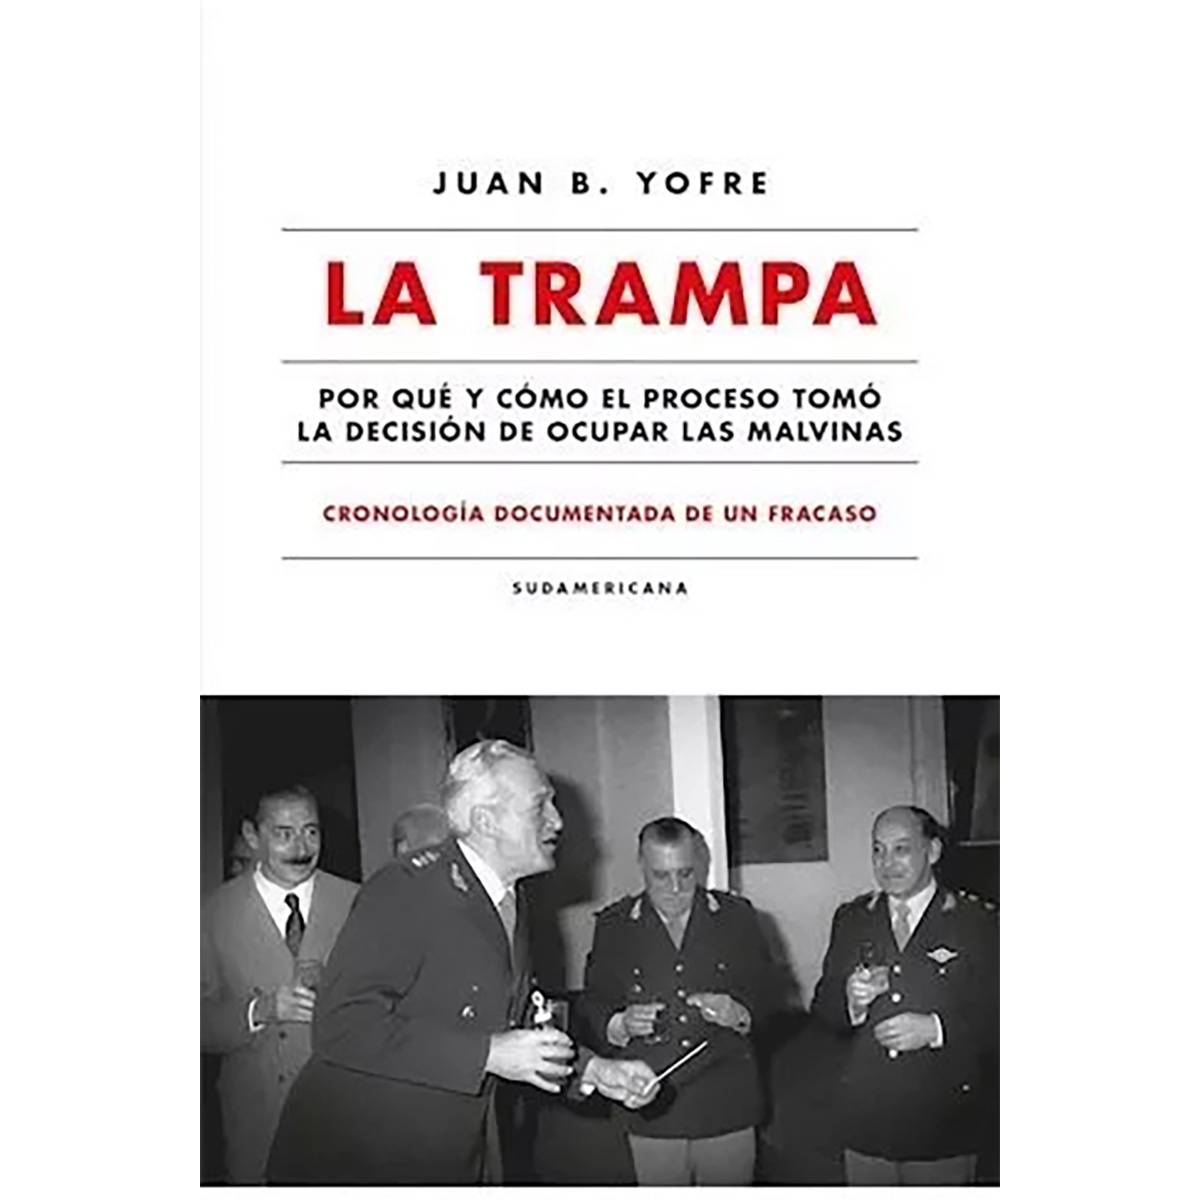 JUAN B. YOFRE
LA TRAMPA
POR QUÉ Y CÓMO EL PROCESO TOMÓ
LA DECISIÓN DE OCUPAR LAS MALVINAS
CRONOLOGÍA DOCUMENTADA DE UN FRACASO
SUDAMERICANA